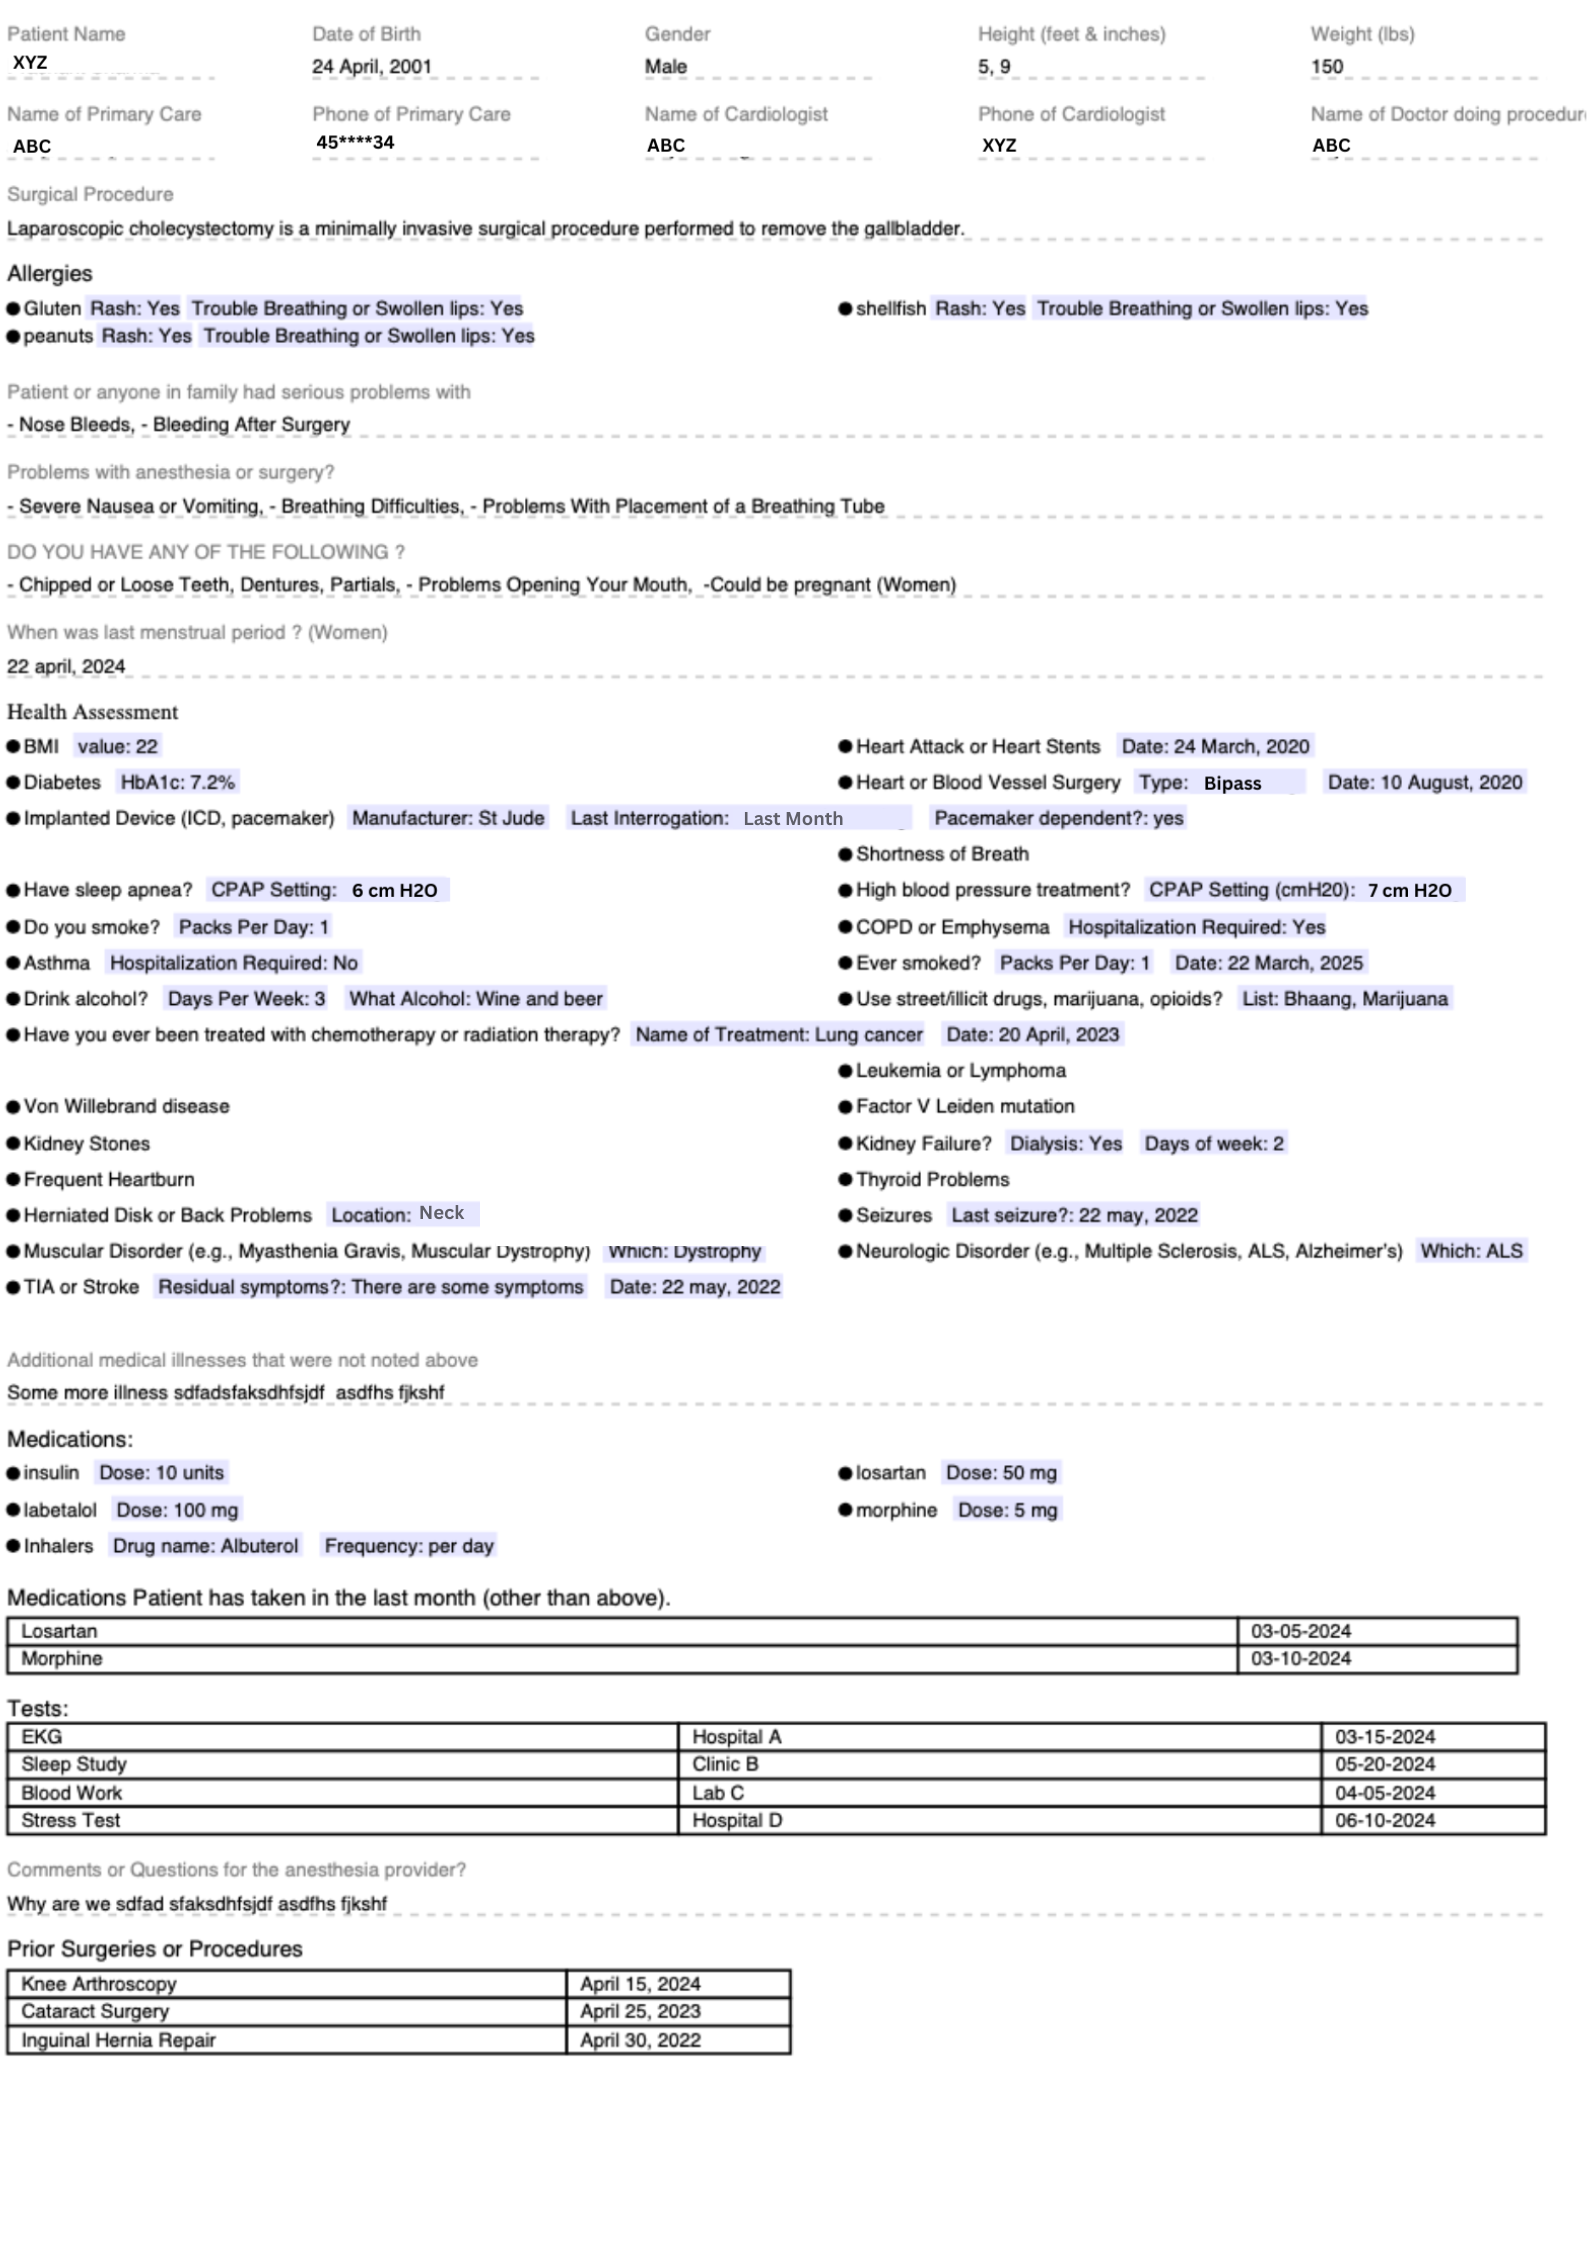 Patient Name Date of Birth Gender Height (feet & inches) Weight (lbs)
XYZ 24 April, 2001 Male 5, 9 150
Name of Primary Care Phone of Primary Care Name of Cardiologist Phone of Cardiologist Name of Doctor doing procedur
ABC 45****34 ABC XYZ ABC
Surgical Procedure
Laparoscopic cholecystectomy is a minimally invasive surgical procedure performed to remove the gallbladder.
Allergies
● Gluten Rash: Yes Trouble Breathing or Swollen lips: Yes ● shellfish Rash: Yes Trouble Breathing or Swollen lips: Yes
● peanuts Rash: Yes Trouble Breathing or Swollen lips: Yes
Patient or anyone in family had serious problems with
- Nose Bleeds, - Bleeding After Surgery
Problems with anesthesia or surgery?
- Severe Nausea or Vomiting, - Breathing Difficulties, - Problems With Placement of a Breathing Tube
DO YOU HAVE ANY OF THE FOLLOWING ?
- Chipped or Loose Teeth, Dentures, Partials, - Problems Opening Your Mouth, -Could be pregnant (Women)
When was last menstrual period ? (Women)
22 april, 2024
Health Assessment
● BMI value: 22 ● Heart Attack or Heart Stents Date: 24 March, 2020
● Diabetes HbA1c: 7.2% ● Heart or Blood Vessel Surgery Type: Bipass Date: 10 August, 2020
● Implanted Device (ICD, pacemaker) Manufacturer: St Jude Last Interrogation: Last Month Pacemaker dependent?: yes
● Shortness of Breath
● Have sleep apnea? CPAP Setting: 6 cm H2O ● High blood pressure treatment? CPAP Setting (cmH20): 7 cm H2O
● Do you smoke? Packs Per Day: 1 ● COPD or Emphysema Hospitalization Required: Yes
● Asthma Hospitalization Required: No ● Ever smoked? Packs Per Day: 1 Date: 22 March, 2025
● Drink alcohol? Days Per Week: 3 What Alcohol: Wine and beer ● Use street/illicit drugs, marijuana, opioids? List: Bhaang, Marijuana
● Have you ever been treated with chemotherapy or radiation therapy? Name of Treatment: Lung cancer Date: 20 April, 2023
● Leukemia or Lymphoma
● Von Willebrand disease ● Factor V Leiden mutation
● Kidney Stones ● Kidney Failure? Dialysis: Yes Days of week: 2
● Frequent Heartburn ● Thyroid Problems
● Herniated Disk or Back Problems Location: Neck ● Seizures Last seizure?: 22 may, 2022
● Muscular Disorder (e.g., Myasthenia Gravis, Muscular Dystrophy) Which: Dystrophy ● Neurologic Disorder (e.g., Multiple Sclerosis, ALS, Alzheimer's) Which: ALS
● TIA or Stroke Residual symptoms?: There are some symptoms Date: 22 may, 2022
Additional medical illnesses that were not noted above
Some more illness sdfadsfaksdhfsjdf asdfhs fjkshf
Medications:
● insulin Dose: 10 units ● losartan Dose: 50 mg
● labetalol Dose: 100 mg ● morphine Dose: 5 mg
● Inhalers Drug name: Albuterol Frequency: per day
Medications Patient has taken in the last month (other than above).
Losartan 03-05-2024
Morphine 03-10-2024
Tests:
EKG Hospital A 03-15-2024
Sleep Study Clinic B 05-20-2024
Blood Work Lab C 04-05-2024
Stress Test Hospital D 06-10-2024
Comments or Questions for the anesthesia provider?
Why are we sdfad sfaksdhfsjdf asdfhs fjkshf
Prior Surgeries or Procedures
Knee Arthroscopy April 15, 2024
Cataract Surgery April 25, 2023
Inguinal Hernia Repair April 30, 2022